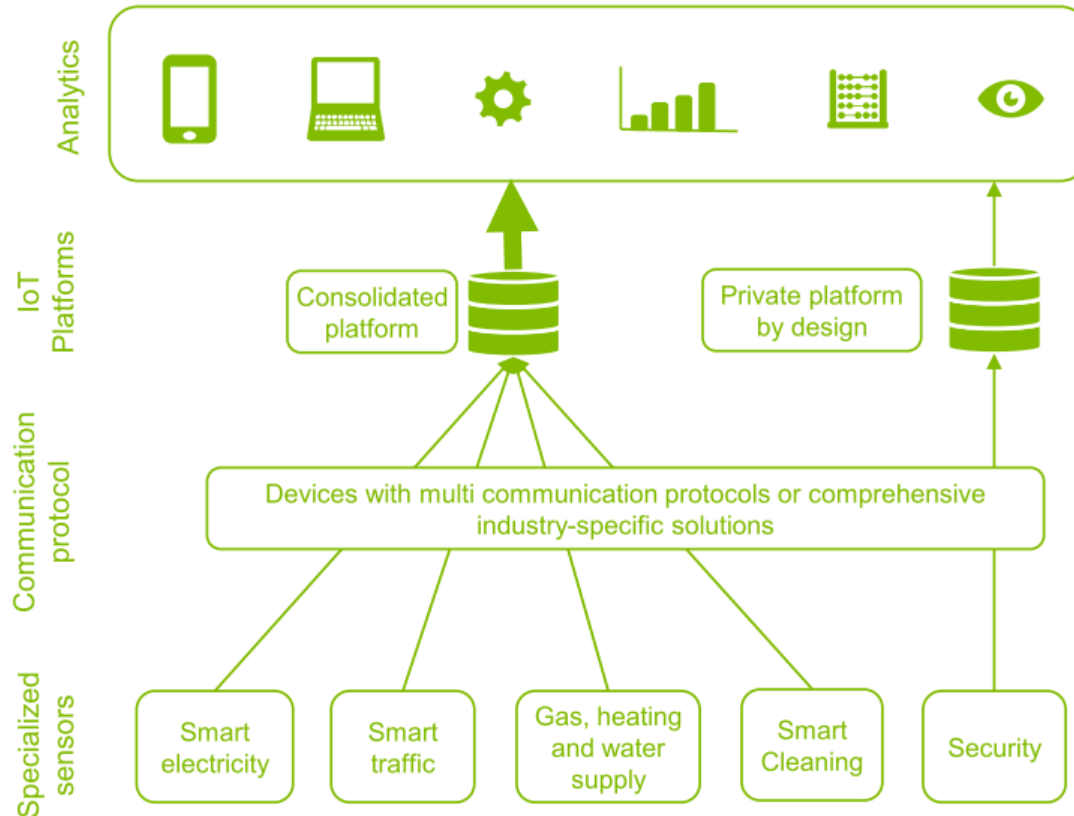 Analytics
IoT
Platforms
Consolidated
platform
Private platform
by design
Communication
protocol
Devices with multi communication protocols or comprehensive
industry-specific solutions
Specialized
sensors
Smart
electricity
Smart
traffic
Gas, heating
and water
supply
Smart
Cleaning
Security